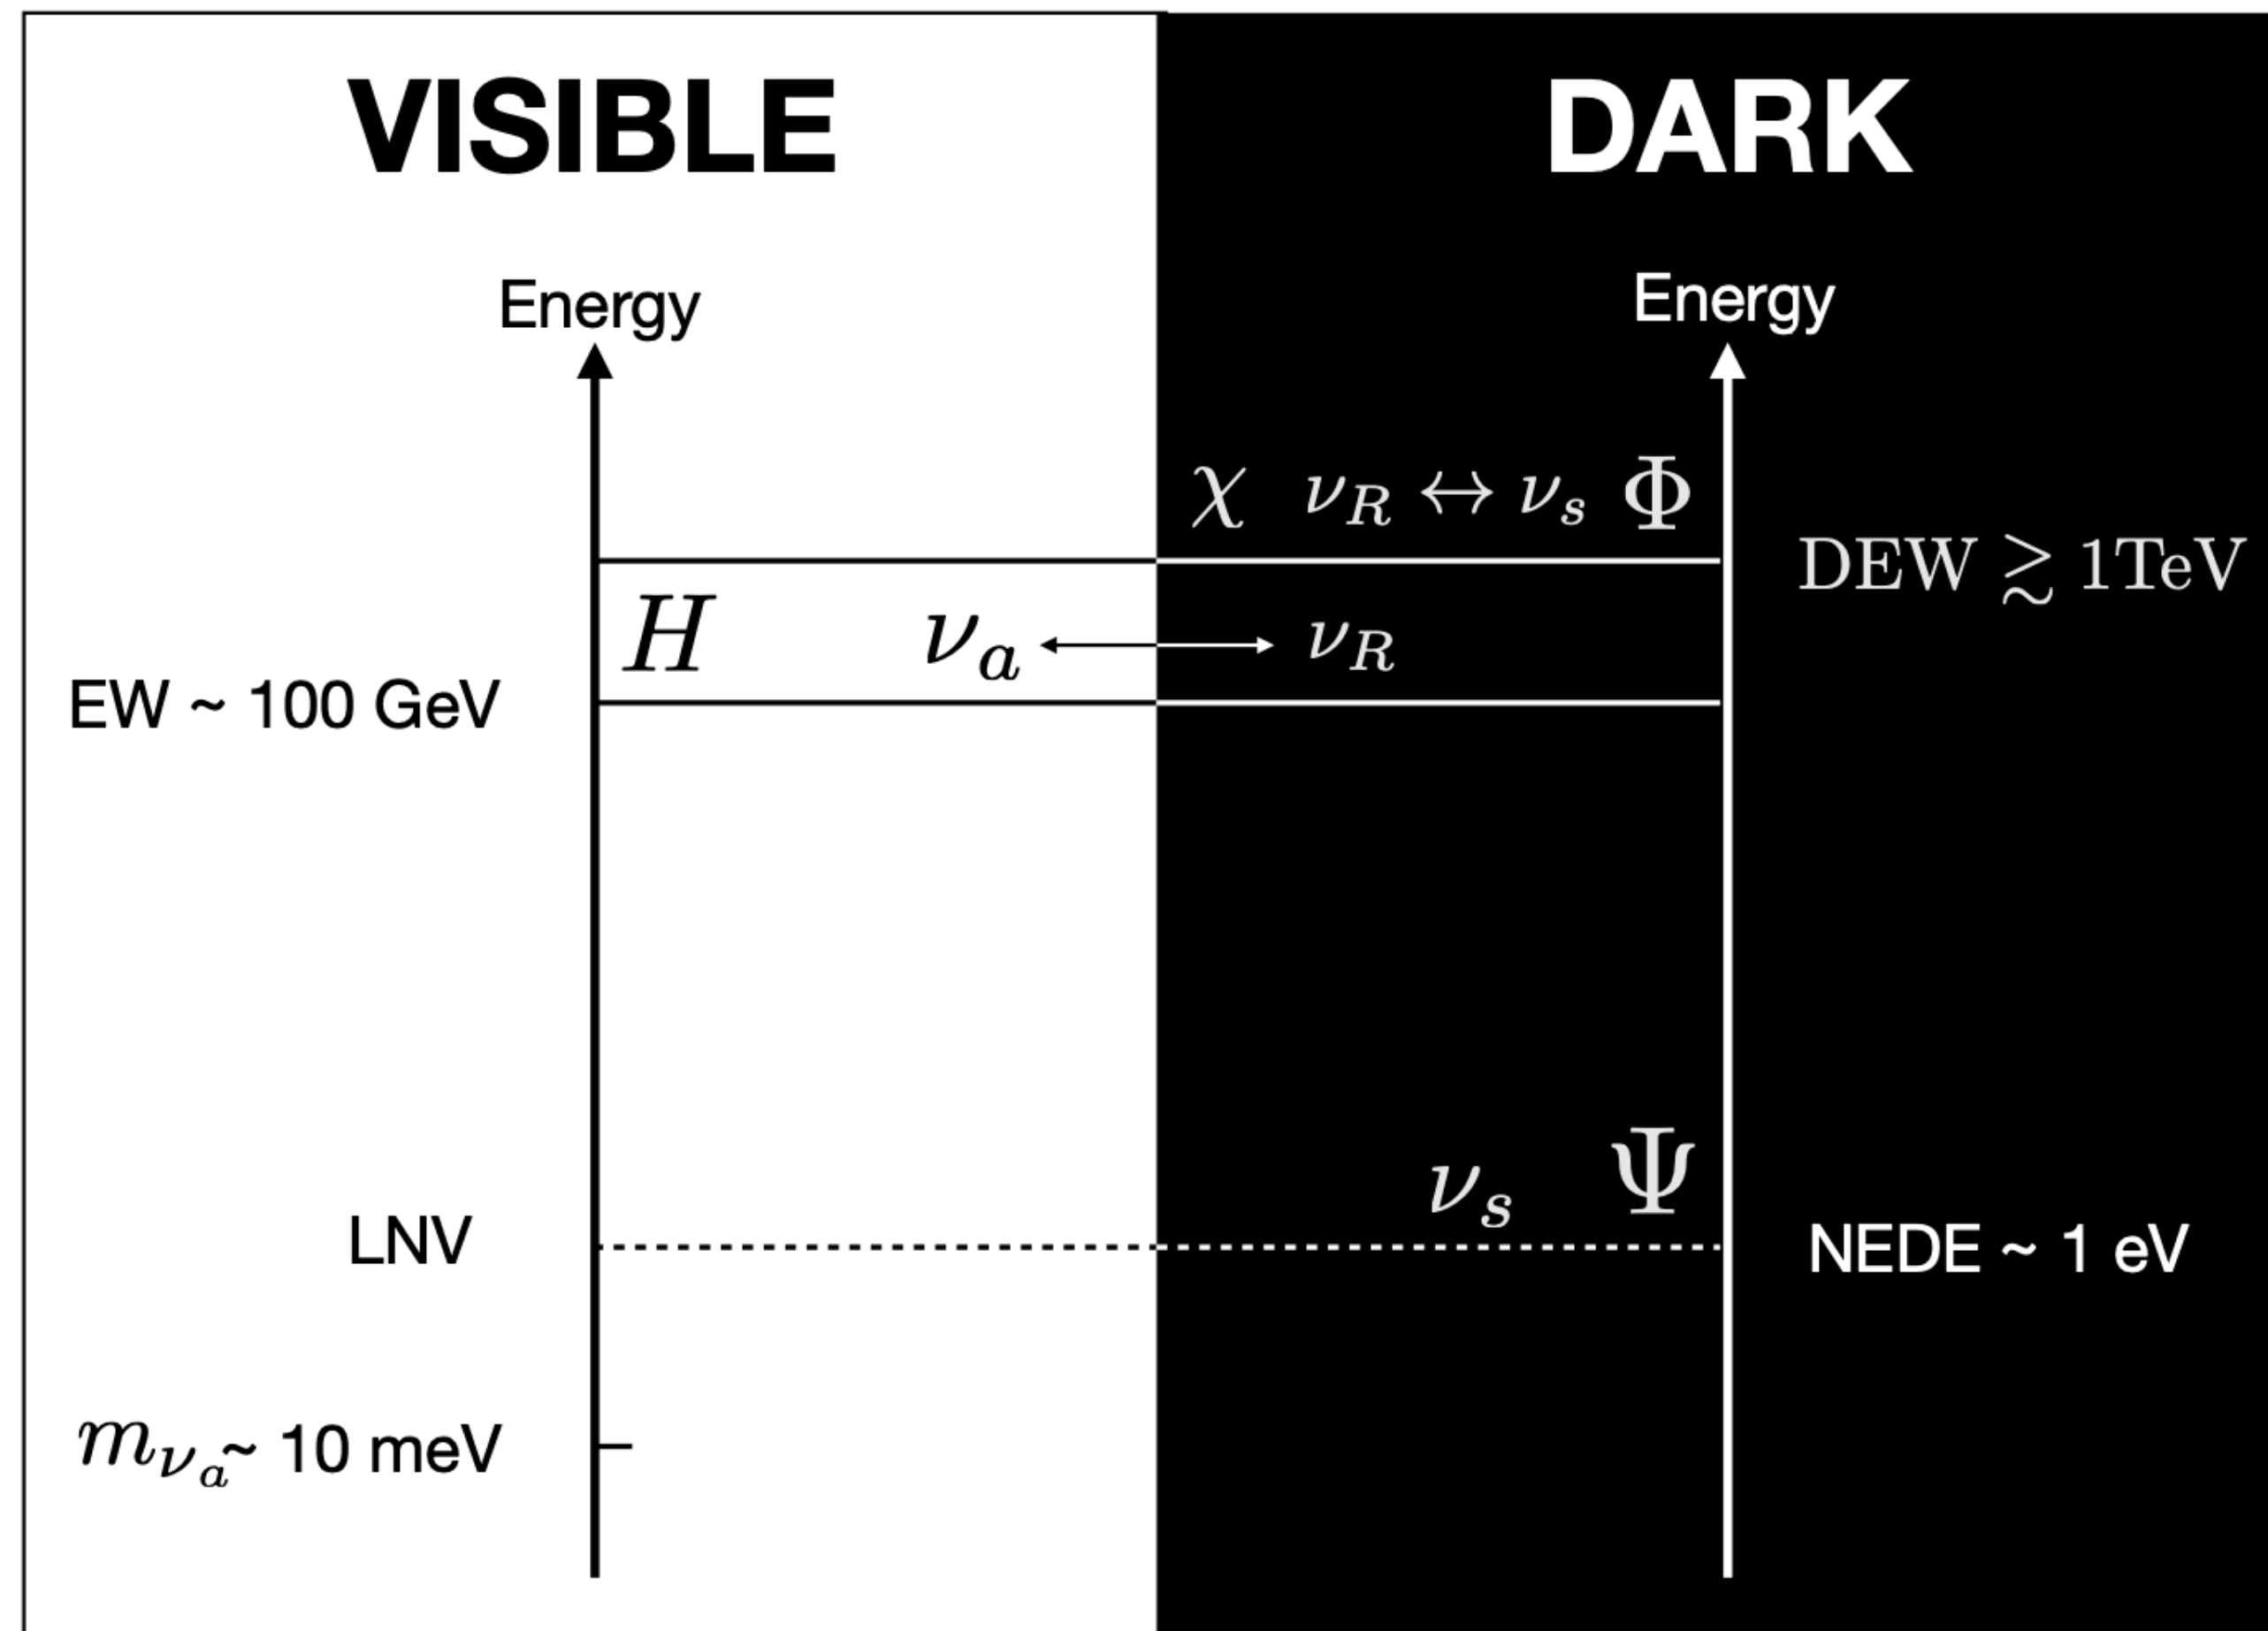 VISIBLE
DARK
Energy
Energy
χ ν_R ↔ ν_s Φ
DEW ≳ 1TeV
H ν_a ↔ ν_R
EW ~ 100 GeV
ν_s Ψ
LNV
NEDE ~ 1 eV
m_{ν_a} ~ 10 meV